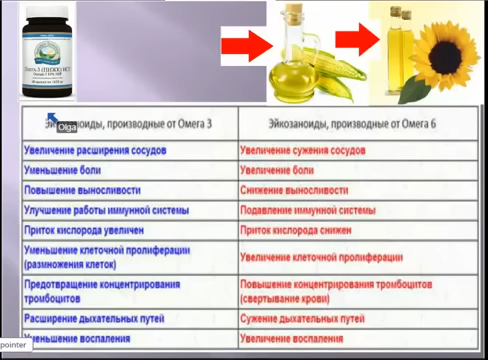 Эйкозаноиды, производные от Омега 3
Эйкозаноиды, производные от Омега 6
Olga
Увеличение расширения сосудов
Увеличение сужения сосудов
Уменьшение боли
Увеличение боли
Повышение выносливости
Снижение выносливости
Улучшение работы иммунной системы
Подавление иммунной системы
Приток кислорода увеличен
Приток кислорода снижен
Уменьшение клеточной пролиферации
(размножения клеток)
Увеличение клеточной пролиферации
Предотвращение концентрирования
тромбоцитов
Повышение концентрирования тромбоцитов
(свертывание крови)
Расширение дыхательных путей
Сужение дыхательных путей
Уменьшение воспаления
Увеличение воспаления
pointer